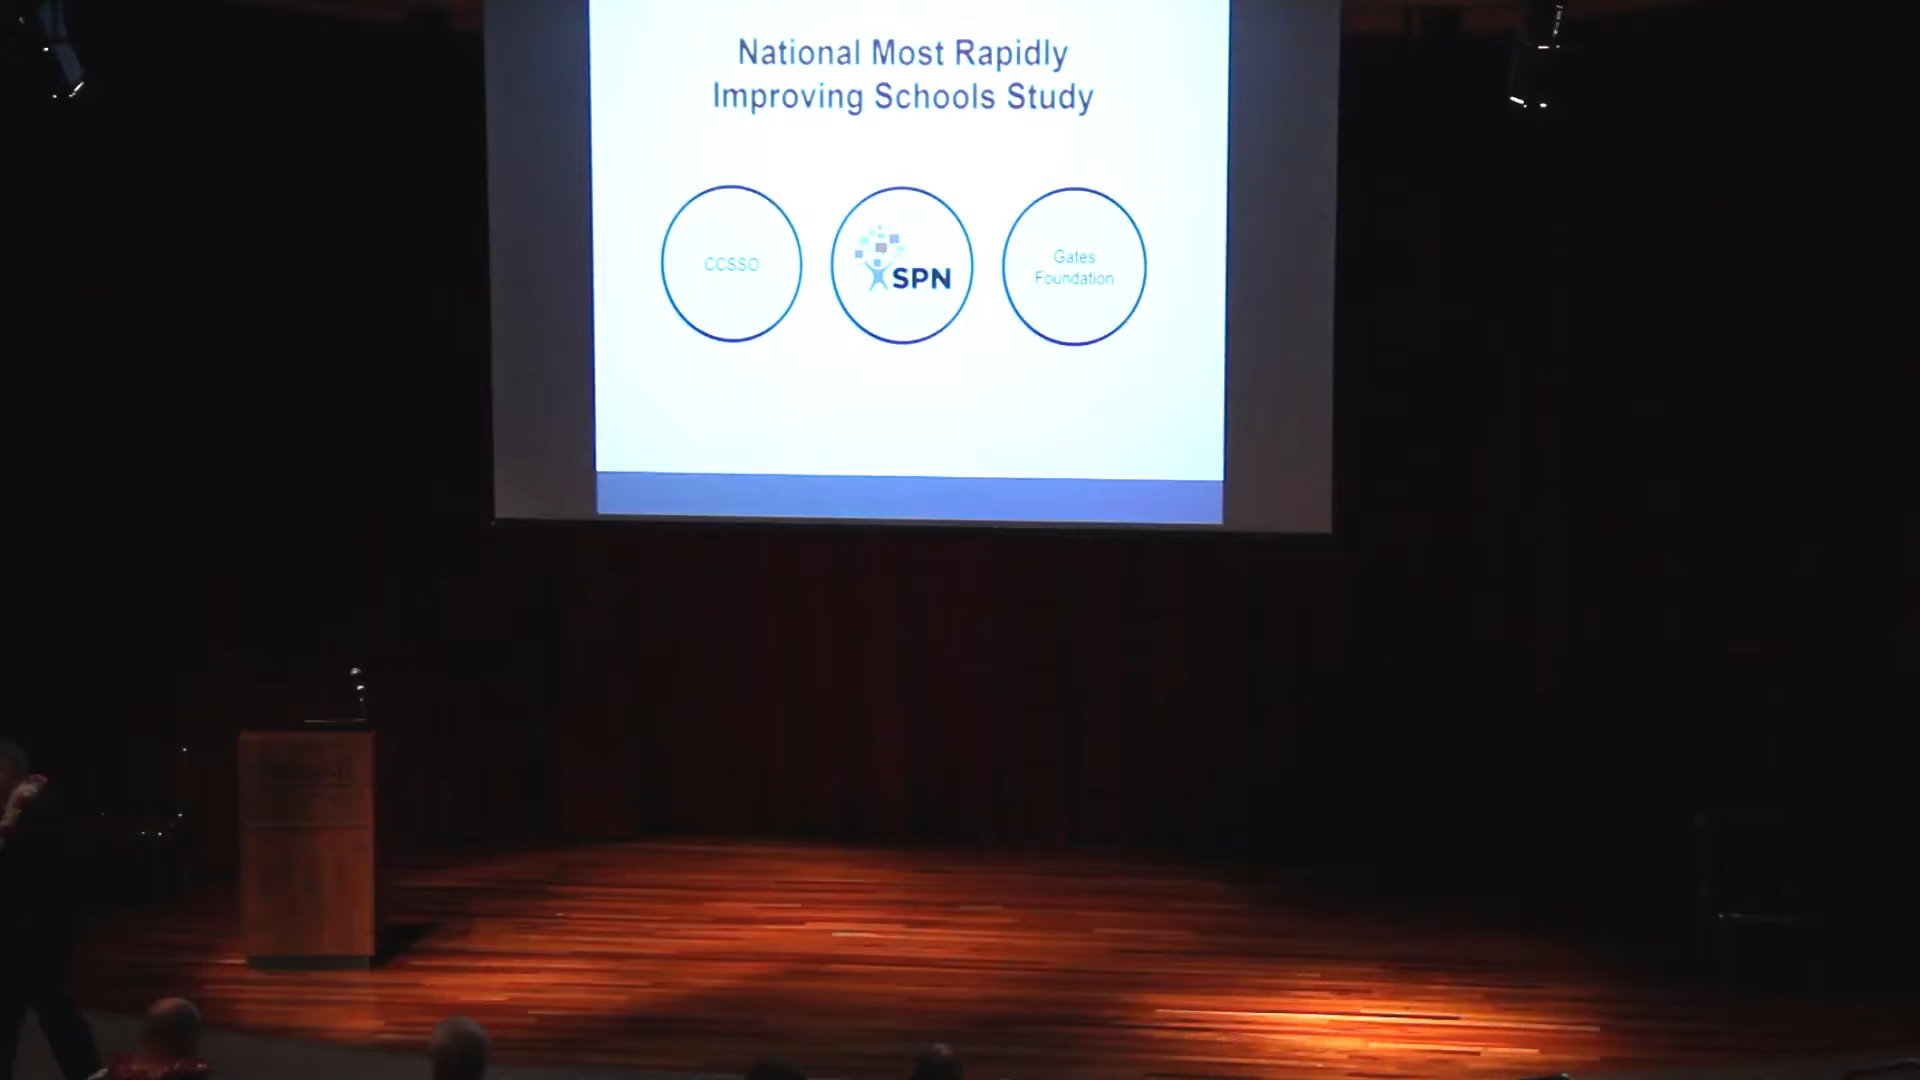 National Most Rapidly
Improving Schools Study
CCSSO
SPN
Gates
Foundation